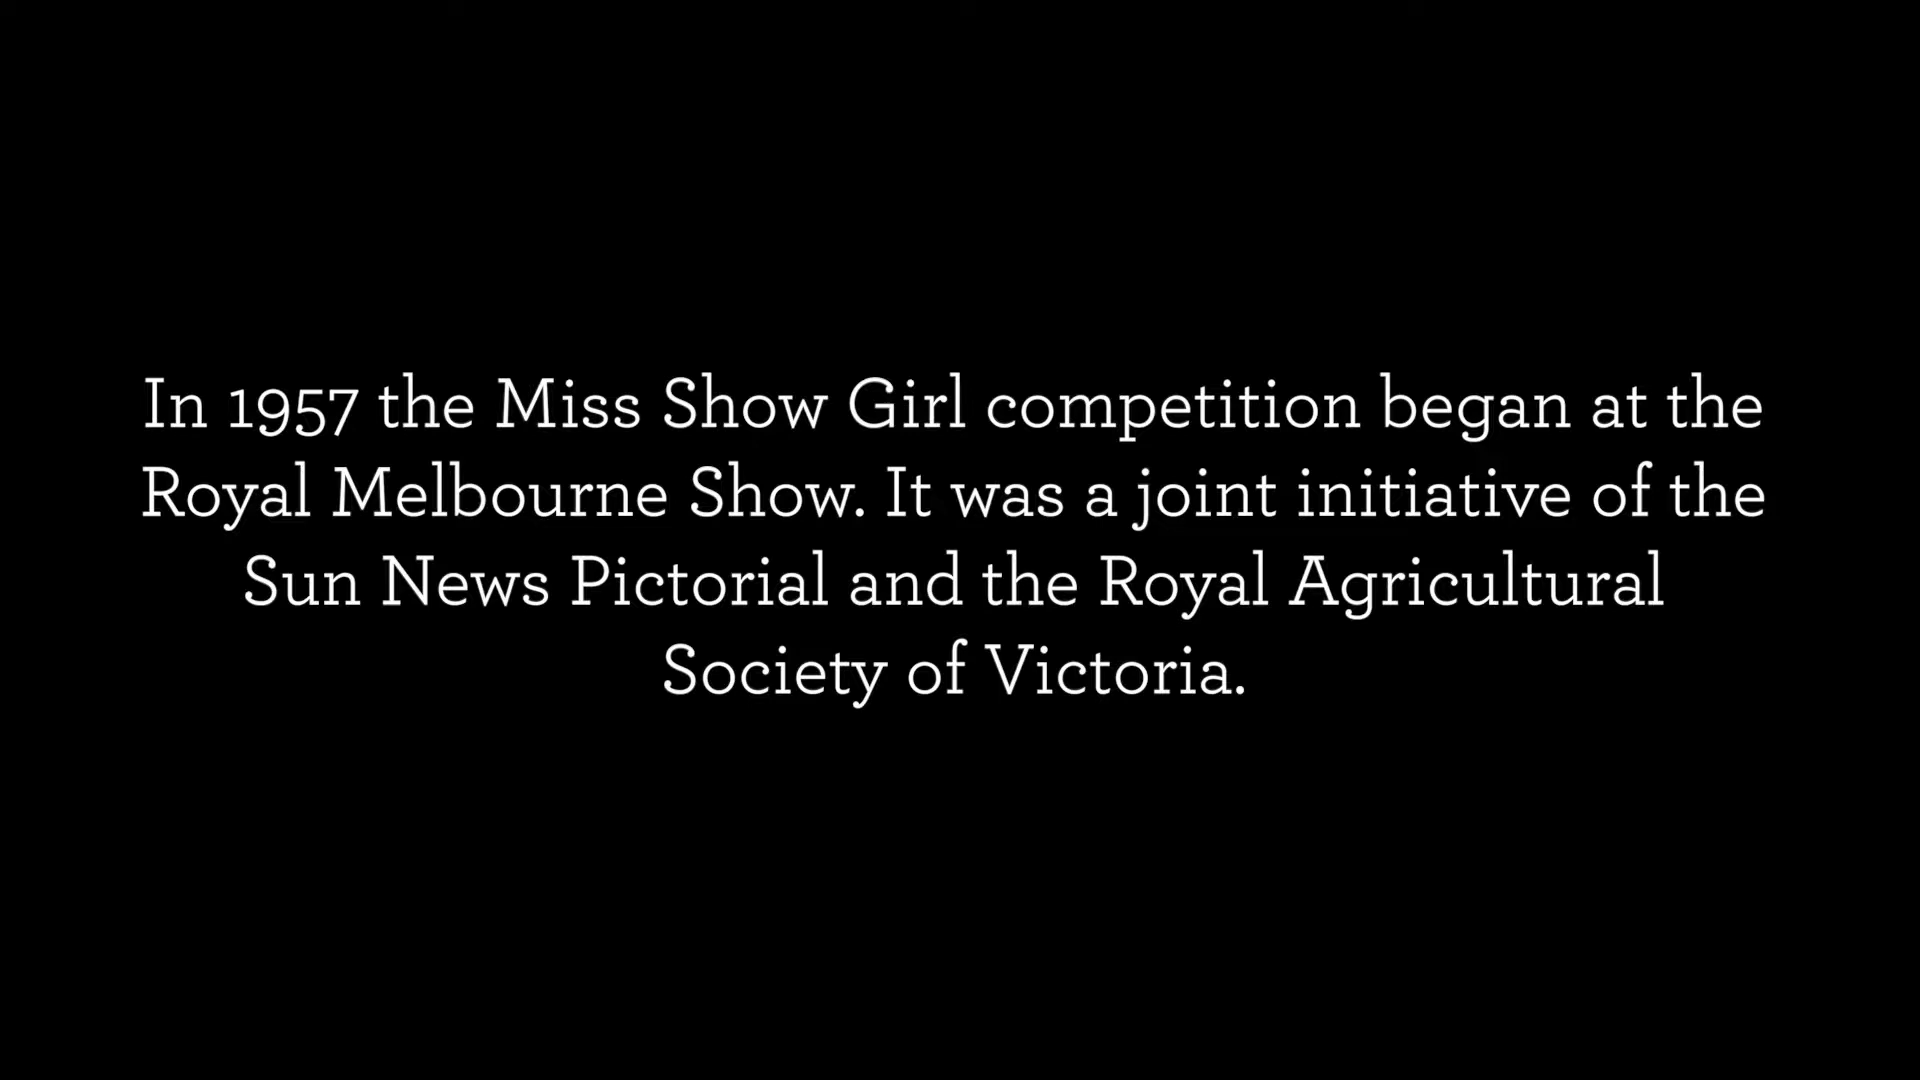 In 1957 the Miss Show Girl competition began at the
Royal Melbourne Show. It was a joint initiative of the
Sun News Pictorial and the Royal Agricultural
Society of Victoria.